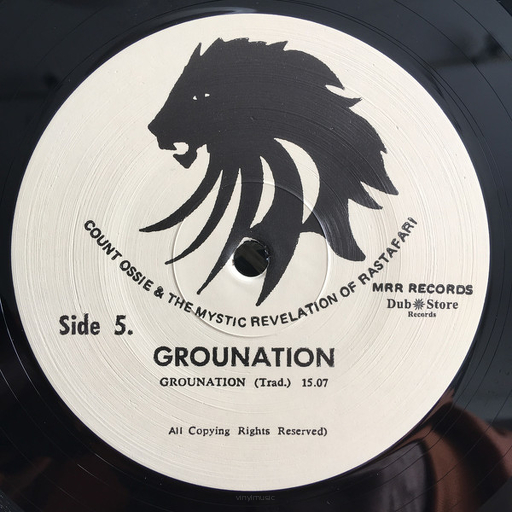 COUNT OSSIE & THE MYSTIC REVELATION OF RASTAFARI
MRR RECORDS
Dub Store
Records
Side 5.
GROUNATION
GROUNATION (Trad.) 15.07
All Copying Rights Reserved)
vinylmusic